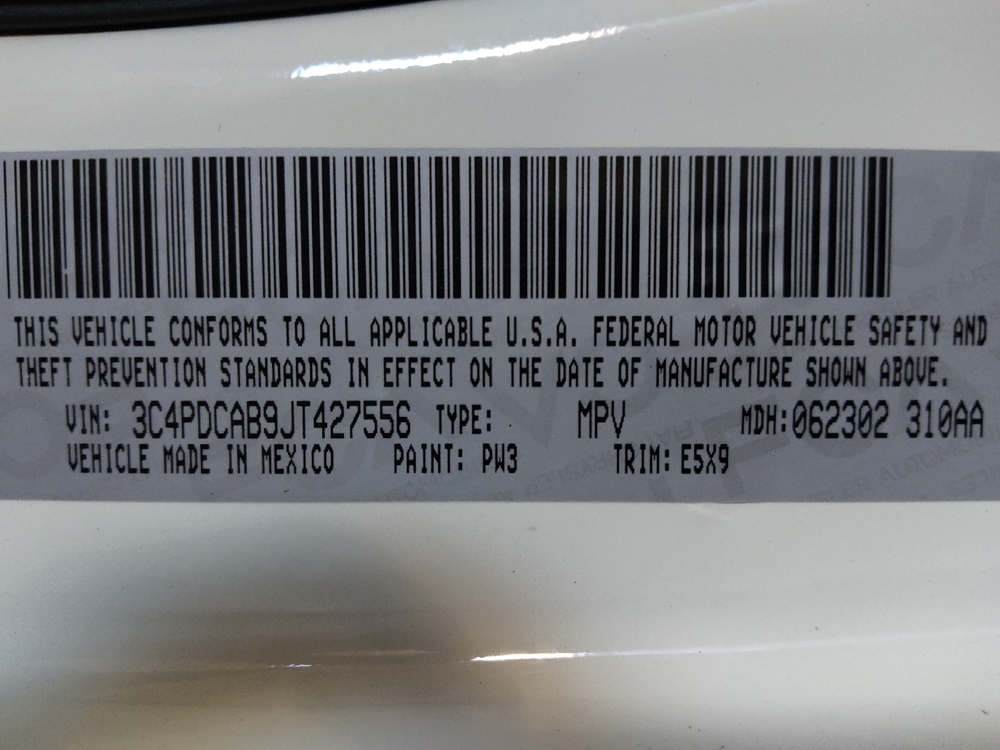 THIS VEHICLE CONFORMS TO ALL APPLICABLE U.S.A. FEDERAL MOTOR VEHICLE SAFETY AND
THEFT PREVENTION STANDARDS IN EFFECT ON THE DATE OF MANUFACTURE SHOWN ABOVE.
VIN: 3C4PDCAB9JT427556 TYPE: MPV MDH:062302 310AA
VEHICLE MADE IN MEXICO PAINT: PW3 TRIM: E5X9